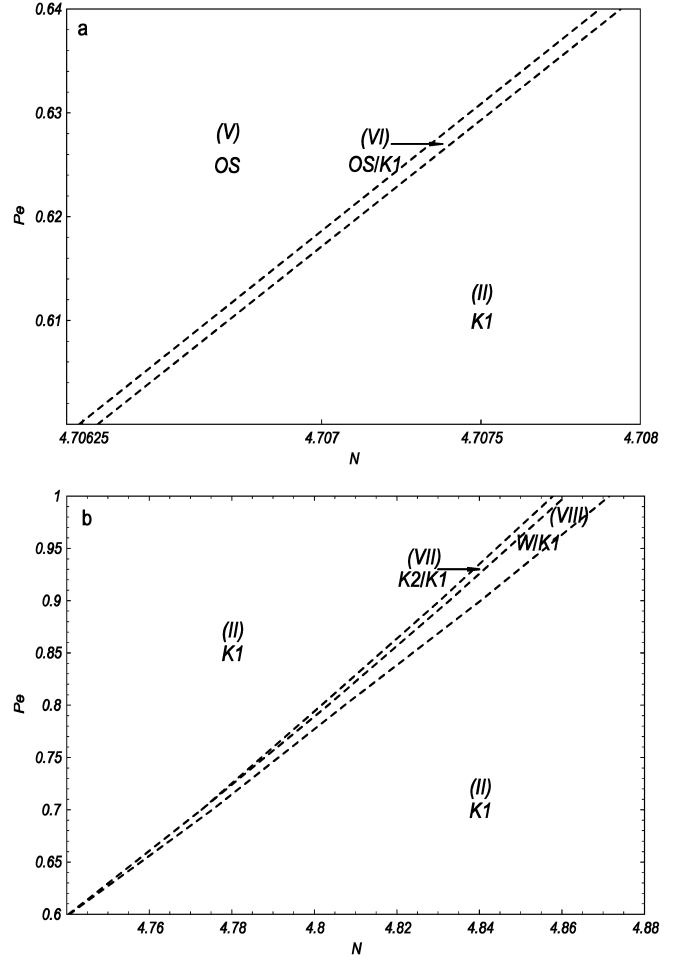 a
0.64
0.63
0.62
0.61
Pe
(V)
OS
(VI)
OS/K1
(II)
K1
4.70625
4.707
4.7075
4.708
N
b
1
0.95
0.9
0.85
0.8
0.75
0.7
0.65
0.6
Pe
(VIII)
W/K1
(VII)
K2/K1
(II)
K1
(II)
K1
4.76
4.78
4.8
4.82
4.84
4.86
4.88
N